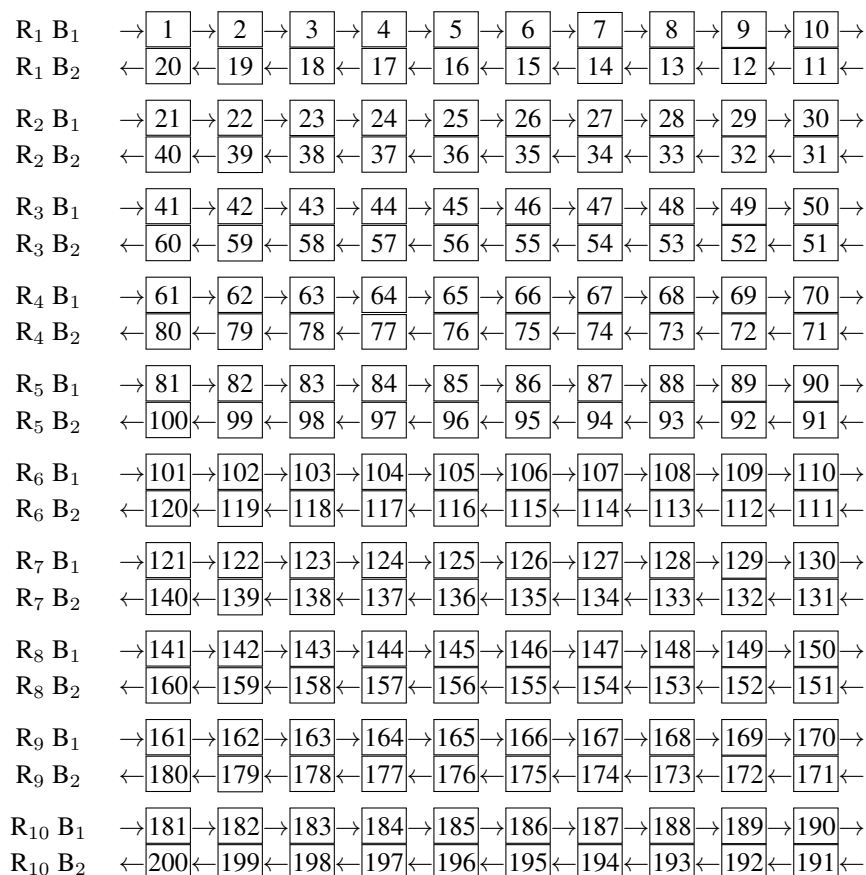 R1 B1 → 1 → 2 → 3 → 4 → 5 → 6 → 7 → 8 → 9 → 10 →
R1 B2 ← 20 ← 19 ← 18 ← 17 ← 16 ← 15 ← 14 ← 13 ← 12 ← 11 ←
R2 B1 → 21 → 22 → 23 → 24 → 25 → 26 → 27 → 28 → 29 → 30 →
R2 B2 ← 40 ← 39 ← 38 ← 37 ← 36 ← 35 ← 34 ← 33 ← 32 ← 31 ←
R3 B1 → 41 → 42 → 43 → 44 → 45 → 46 → 47 → 48 → 49 → 50 →
R3 B2 ← 60 ← 59 ← 58 ← 57 ← 56 ← 55 ← 54 ← 53 ← 52 ← 51 ←
R4 B1 → 61 → 62 → 63 → 64 → 65 → 66 → 67 → 68 → 69 → 70 →
R4 B2 ← 80 ← 79 ← 78 ← 77 ← 76 ← 75 ← 74 ← 73 ← 72 ← 71 ←
R5 B1 → 81 → 82 → 83 → 84 → 85 → 86 → 87 → 88 → 89 → 90 →
R5 B2 ← 100 ← 99 ← 98 ← 97 ← 96 ← 95 ← 94 ← 93 ← 92 ← 91 ←
R6 B1 → 101 → 102 → 103 → 104 → 105 → 106 → 107 → 108 → 109 → 110 →
R6 B2 ← 120 ← 119 ← 118 ← 117 ← 116 ← 115 ← 114 ← 113 ← 112 ← 111 ←
R7 B1 → 121 → 122 → 123 → 124 → 125 → 126 → 127 → 128 → 129 → 130 →
R7 B2 ← 140 ← 139 ← 138 ← 137 ← 136 ← 135 ← 134 ← 133 ← 132 ← 131 ←
R8 B1 → 141 → 142 → 143 → 144 → 145 → 146 → 147 → 148 → 149 → 150 →
R8 B2 ← 160 ← 159 ← 158 ← 157 ← 156 ← 155 ← 154 ← 153 ← 152 ← 151 ←
R9 B1 → 161 → 162 → 163 → 164 → 165 → 166 → 167 → 168 → 169 → 170 →
R9 B2 ← 180 ← 179 ← 178 ← 177 ← 176 ← 175 ← 174 ← 173 ← 172 ← 171 ←
R10 B1 → 181 → 182 → 183 → 184 → 185 → 186 → 187 → 188 → 189 → 190 →
R10 B2 ← 200 ← 199 ← 198 ← 197 ← 196 ← 195 ← 194 ← 193 ← 192 ← 191 ←